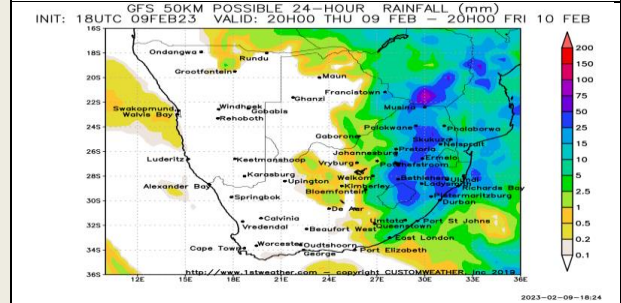 GFS 50KM POSSIBLE 24-HOUR RAINFALL (mm)
INIT: 18UTC 09FEB23 VALID: 20H00 THU 09 FEB - 20H00 FRI 10 FEB
16S
18S
20S
22S
24S
26S
28S
30S
32S
34S
36S
Ondangwa
Rundu
Grootfontein
Maun
Francistown
Ghanzi
Windhoek
Gobabis
Musina
Swakopmund
Walvis Bay
Rehoboth
Polokwane
Phalaborwa
Gaborone
Skukuza
Pretoria
Nelspruit
Johannesburg
Ermelo
Luderitz
Keetmanshoop
Vryburg
Potchefstroom
Karasburg
Welkom
Bethlehem
Ulundi
Upington
Ladysmith
Alexander Bay
Kimberley
Richards Bay
Bloemfontein
Springbok
Pietermaritzburg
Durban
De Aar
Calvinia
Umtata
Port St Johns
Vredendal
Beaufort West
Queenstown
East London
Worcester
Oudtshoorn
Cape Town
George
Port Elizabeth
http://www.1stweather.com - copyright CUSTOMWEATHER, inc 2019
12E 15E 18E 21E 24E 27E 30E 33E 36E
200
150
100
75
50
25
15
10
5
2.5
1
0.5
0.2
0.1
2023-02-09-18:24